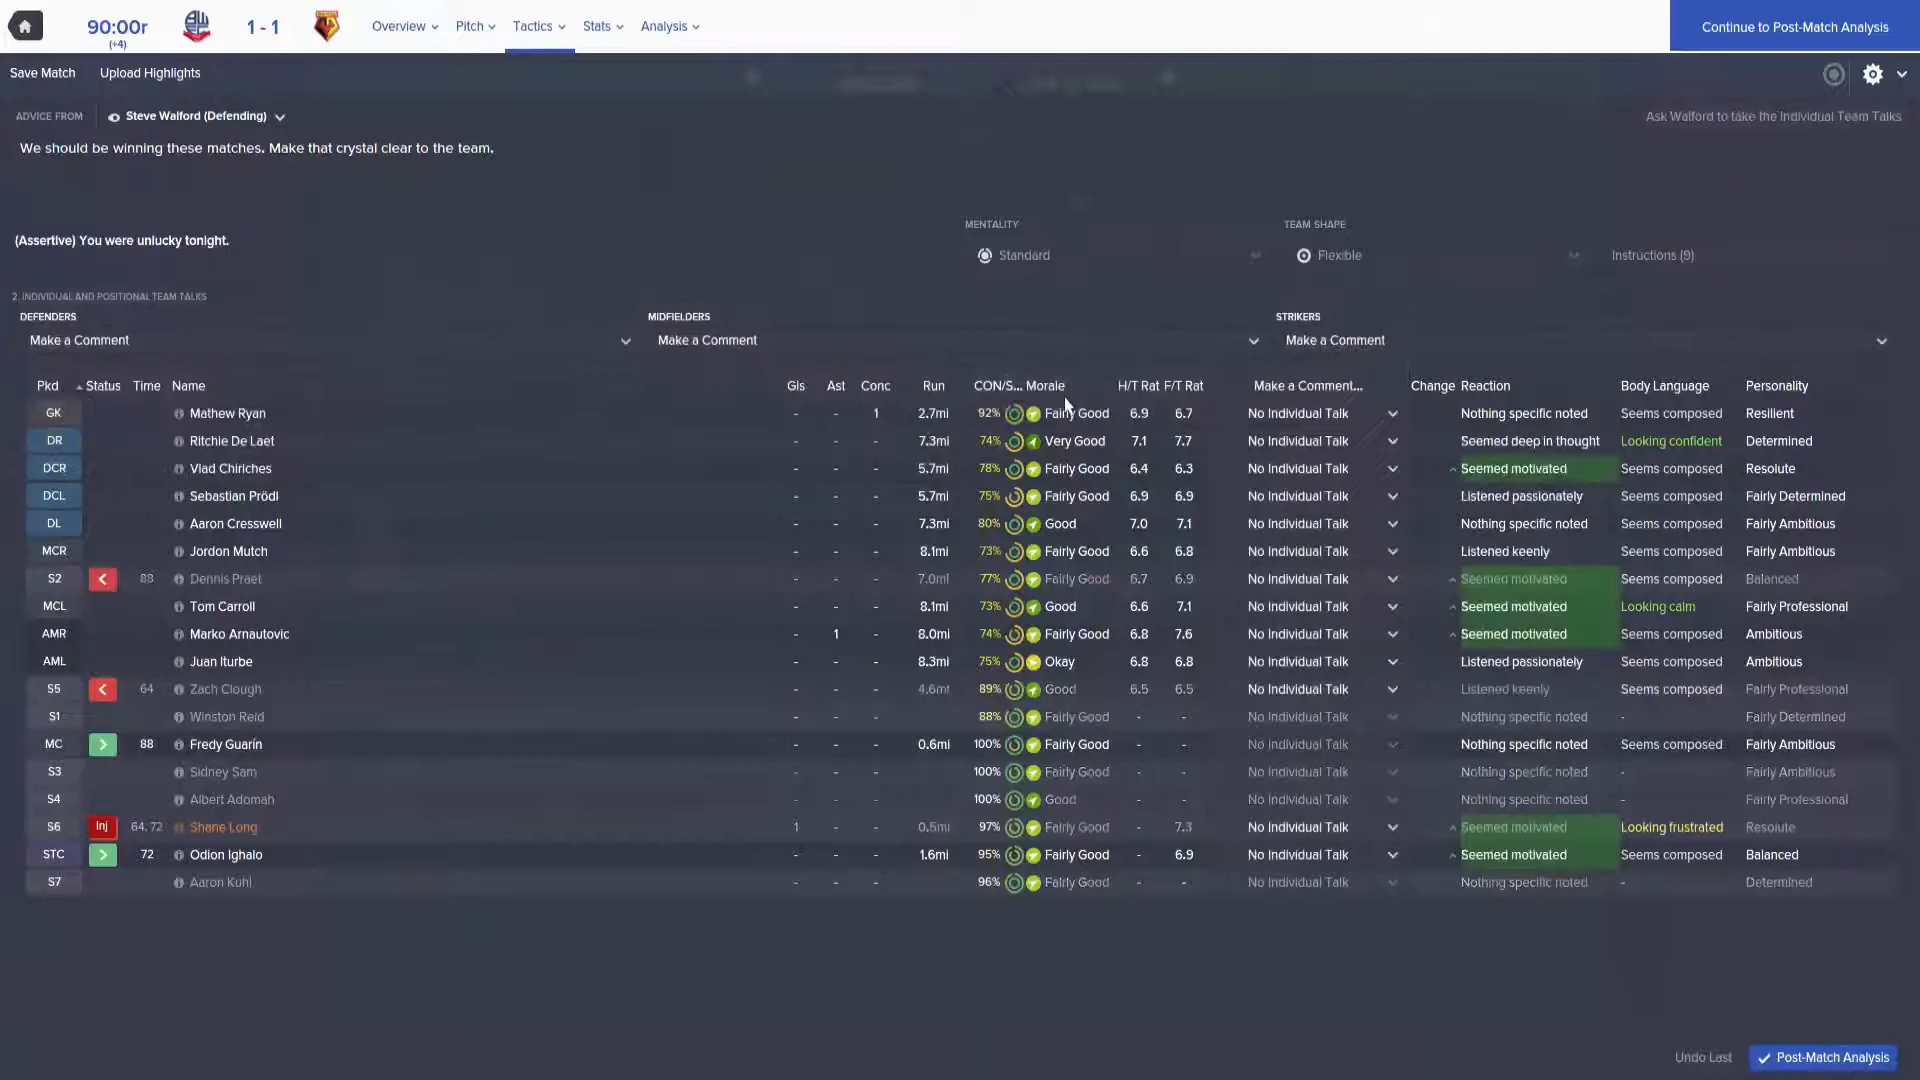 90:00r
(+4)
1 - 1
Overview Pitch Tactics Stats Analysis
Continue to Post-Match Analysis
Save Match Upload Highlights
ADVICE FROM Steve Walford (Defending) Ask Walford to take the Individual Team Talks
We should be winning these matches. Make that crystal clear to the team.
MENTALITY TEAM SHAPE
(Assertive) You were unlucky tonight.
Standard Flexible Instructions (9)
2. INDIVIDUAL AND POSITIONAL TEAM TALKS
DEFENDERS MIDFIELDERS STRIKERS
Make a Comment Make a Comment Make a Comment
Pkd Status Time Name Gls Ast Conc Run CON/S... Morale H/T Rat F/T Rat Make a Comment... Change Reaction Body Language Personality
GK Mathew Ryan - - 1 2.7mi 92% Fairly Good 6.9 6.7 No Individual Talk Nothing specific noted Seems composed Resilient
DR Ritchie De Laet - - - 7.3mi 74% Very Good 7.1 7.7 No Individual Talk Seemed deep in thought Looking confident Determined
DCR Vlad Chiriches - - - 5.7mi 78% Fairly Good 6.4 6.3 No Individual Talk Seemed motivated Seems composed Resolute
DCL Sebastian Prödl - - - 5.7mi 75% Fairly Good 6.9 6.9 No Individual Talk Listened passionately Seems composed Fairly Determined
DL Aaron Cresswell - - - 7.3mi 80% Good 7.0 7.1 No Individual Talk Nothing specific noted Seems composed Fairly Ambitious
MCR Jordon Mutch - - - 8.1mi 73% Fairly Good 6.6 6.8 No Individual Talk Listened keenly Seems composed Fairly Ambitious
S2 88 Dennis Praet - - - 7.0mi 77% Fairly Good 6.7 6.9 No Individual Talk Seemed motivated Seems composed Balanced
MCL Tom Carroll - - - 8.1mi 73% Good 6.6 7.1 No Individual Talk Seemed motivated Looking calm Fairly Professional
AMR Marko Arnautovic - 1 - 8.0mi 74% Fairly Good 6.8 7.6 No Individual Talk Seemed motivated Seems composed Ambitious
AML Juan Iturbe - - - 8.3mi 75% Okay 6.8 6.8 No Individual Talk Listened passionately Seems composed Ambitious
S5 64 Zach Clough - - - 4.6mi 89% Good 6.5 6.5 No Individual Talk Listened keenly Seems composed Fairly Professional
S1 Winston Reid - - - 88% Fairly Good - - No Individual Talk Nothing specific noted - Fairly Determined
MC 88 Fredy Guarín - - - 0.6mi 100% Fairly Good - - No Individual Talk Nothing specific noted Seems composed Fairly Ambitious
S3 Sidney Sam - - - 100% Fairly Good - - No Individual Talk Nothing specific noted - Fairly Ambitious
S4 Albert Adomah - - - 100% Good - - No Individual Talk Nothing specific noted - Fairly Professional
S6 Inj 64, 72 Shane Long 1 - - 0.5mi 97% Fairly Good - 7.3 No Individual Talk Seemed motivated Looking frustrated Resolute
STC 72 Odion Ighalo - - - 1.6mi 95% Fairly Good - 6.9 No Individual Talk Seemed motivated Seems composed Balanced
S7 Aaron Kuhl - - - 96% Fairly Good - - No Individual Talk Nothing specific noted - Determined
Undo Last Post-Match Analysis